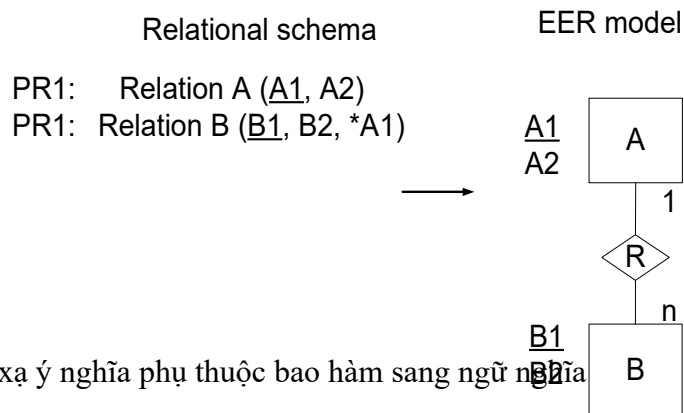 Relational schema
EER model
PR1: Relation A (A1, A2)
PR1: Relation B (B1, B2, *A1)
A1
A2
A
1
R
n
B1
B2
B
xạ ý nghĩa phụ thuộc bao hàm sang ngữ nghĩa